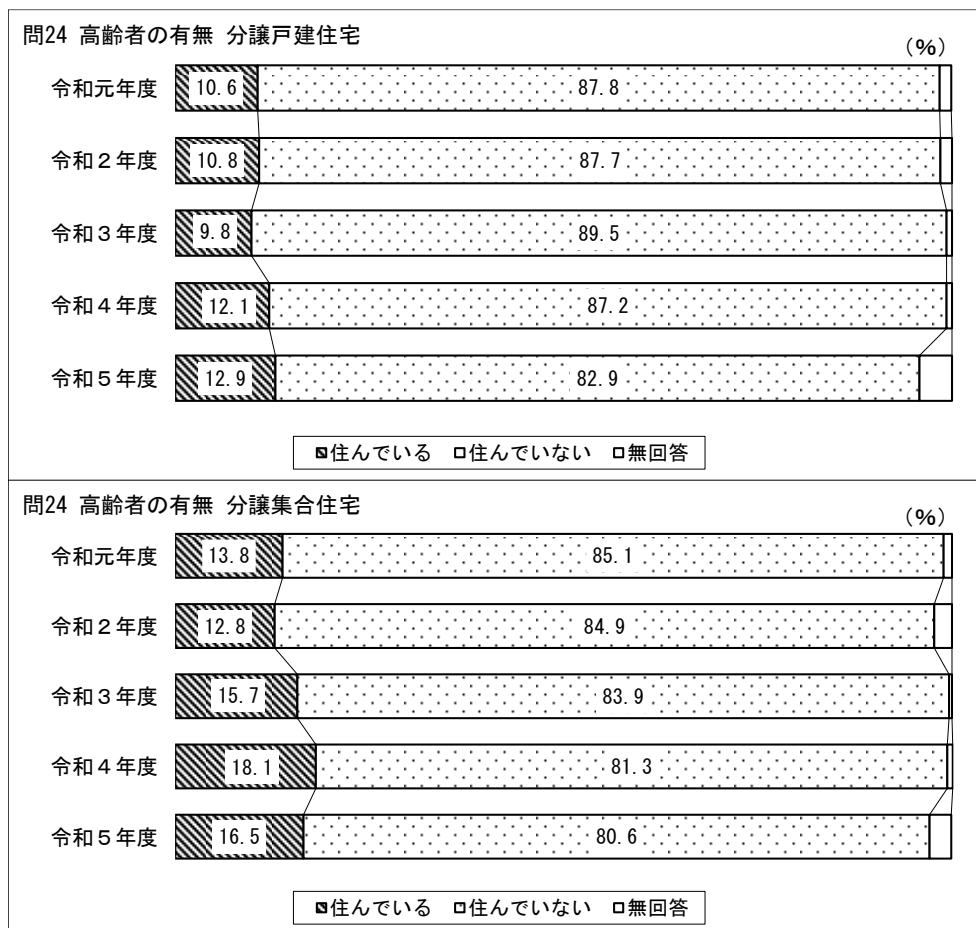 問24 高齢者の有無 分譲戸建住宅
(%)
令和元年度 10.6 87.8
令和2年度 10.8 87.7
令和3年度 9.8 89.5
令和4年度 12.1 87.2
令和5年度 12.9 82.9
住んでいる 住んでいない 無回答
問24 高齢者の有無 分譲集合住宅
(%)
令和元年度 13.8 85.1
令和2年度 12.8 84.9
令和3年度 15.7 83.9
令和4年度 18.1 81.3
令和5年度 16.5 80.6
住んでいる 住んでいない 無回答